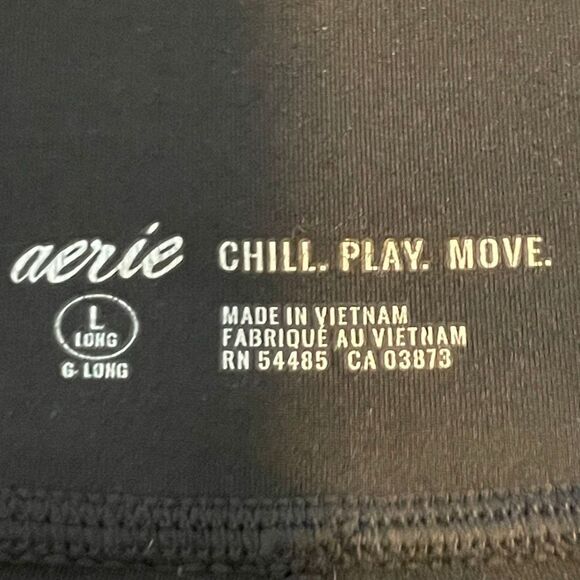 aerie CHILL. PLAY. MOVE.
L
LONG
G- LONG
MADE IN VIETNAM
FABRIQUÉ AU VIETNAM
RN 54485 CA 03873